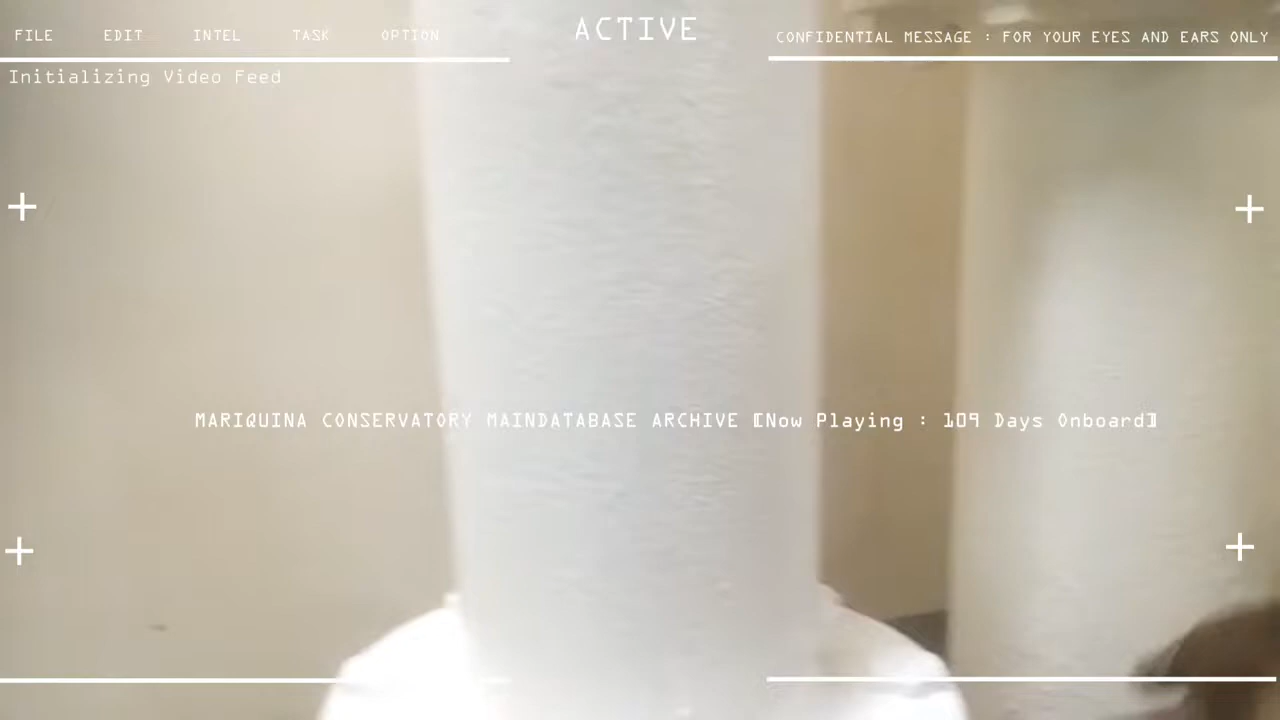 FILE EDIT INTEL TASK OPTION
ACTIVE
CONFIDENTIAL MESSAGE : FOR YOUR EYES AND EARS ONLY
Initializing Video Feed
MARIQUINA CONSERVATORY MAINDATABASE ARCHIVE [Now Playing : 109 Days Onboard]